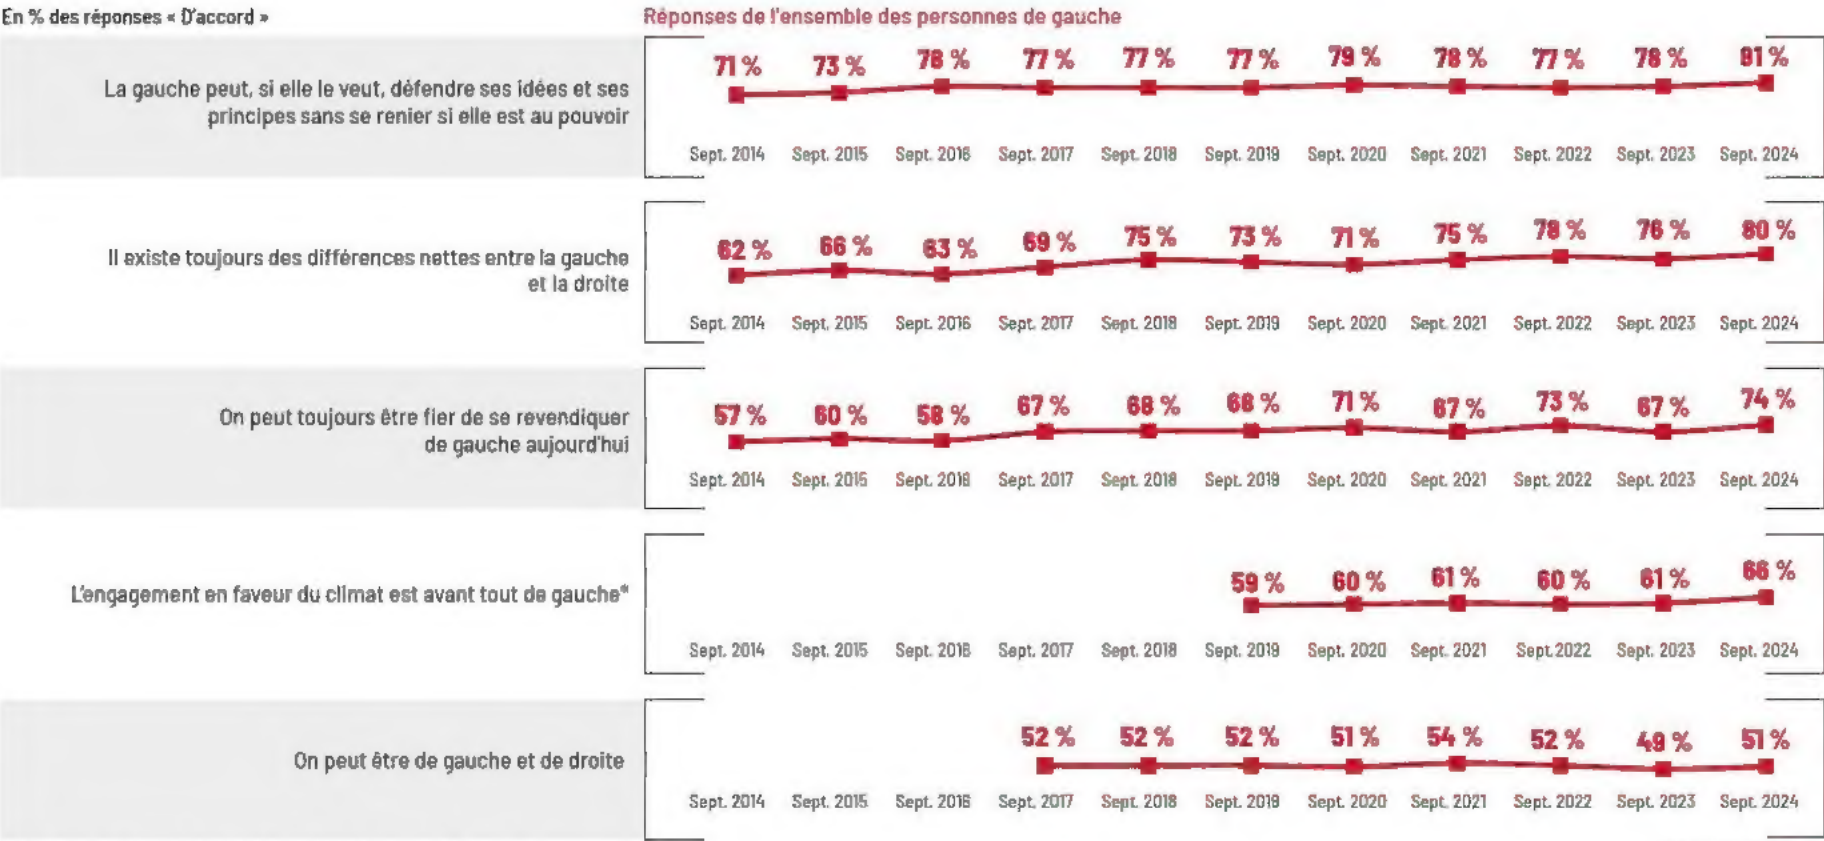 En % des réponses « D'accord »
Réponses de l'ensemble des personnes de gauche
La gauche peut, si elle le veut, défendre ses idées et ses
principes sans se renier si elle est au pouvoir
71 % 73 % 78 % 77 % 77 % 77 % 79 % 78 % 77 % 78 % 81 %
Sept. 2014 Sept. 2015 Sept. 2016 Sept. 2017 Sept. 2018 Sept. 2019 Sept. 2020 Sept. 2021 Sept. 2022 Sept. 2023 Sept. 2024
Il existe toujours des différences nettes entre la gauche
et la droite
62 % 66 % 63 % 69 % 75 % 73 % 71 % 75 % 78 % 76 % 80 %
Sept. 2014 Sept. 2015 Sept. 2016 Sept. 2017 Sept. 2018 Sept. 2019 Sept. 2020 Sept. 2021 Sept. 2022 Sept. 2023 Sept. 2024
On peut toujours être fier de se revendiquer
de gauche aujourd'hui
57 % 60 % 58 % 67 % 68 % 68 % 71 % 67 % 73 % 67 % 74 %
Sept. 2014 Sept. 2015 Sept. 2016 Sept. 2017 Sept. 2018 Sept. 2019 Sept. 2020 Sept. 2021 Sept. 2022 Sept. 2023 Sept. 2024
L'engagement en faveur du climat est avant tout de gauche*
59 % 60 % 61 % 60 % 61 % 66 %
Sept. 2014 Sept. 2015 Sept. 2016 Sept. 2017 Sept. 2018 Sept. 2019 Sept. 2020 Sept. 2021 Sept.2022 Sept. 2023 Sept. 2024
On peut être de gauche et de droite
52 % 52 % 52 % 51 % 54 % 52 % 49 % 51 %
Sept. 2014 Sept. 2015 Sept. 2016 Sept. 2017 Sept. 2018 Sept. 2019 Sept. 2020 Sept. 2021 Sept. 2022 Sept. 2023 Sept. 2024